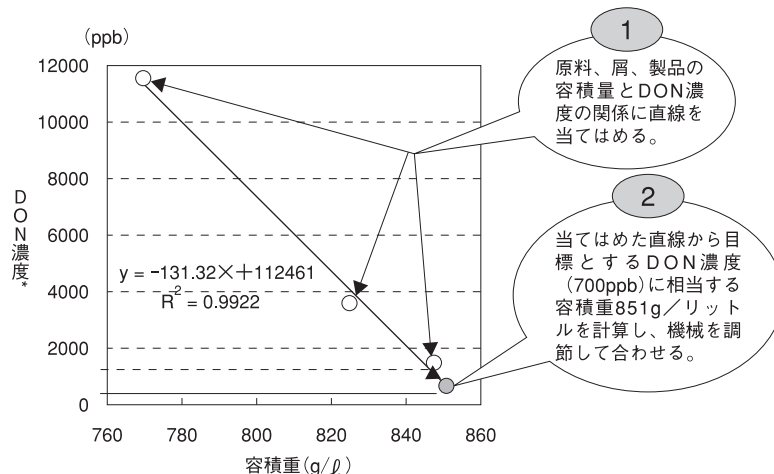 (ppb)
12000
10000
8000
6000
4000
2000
0
DON濃度*
y = −131.32×+112461
R² = 0.9922
760
780
800
820
840
860
容積重(g/ℓ)
1
原料、屑、製品の
容積量とDON濃
度の関係に直線を
当てはめる。
2
当てはめた直線から目
標とするDON濃度
(700ppb)に相当する
容積重851g/リット
ルを計算し、機械を調
節して合わせる。